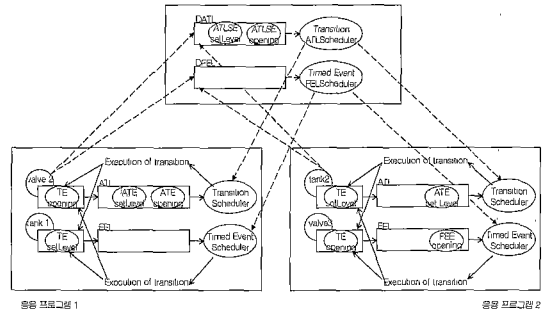 DATL
ATLSE
setLevel
ATLSE
opening
Transition
ATLScheduler
DFEL
Timed Event
FELScheduler
Execution of transition
valve 2
TE
opening
ATL
ATE
setLevel
ATE
opening
Transition
Scheduler
tank 1
TE
setLevel
FEL
Timed Event
Scheduler
Execution of transition
Execution of transition
tank2
TE
setLevel
ATL
ATE
set Level
Transition
Scheduler
valve3
TE
opening
FEL
FEE
opening
Timed Event
Scheduler
Execution of transition
응용 프로그램 1
응용 프로그램 2